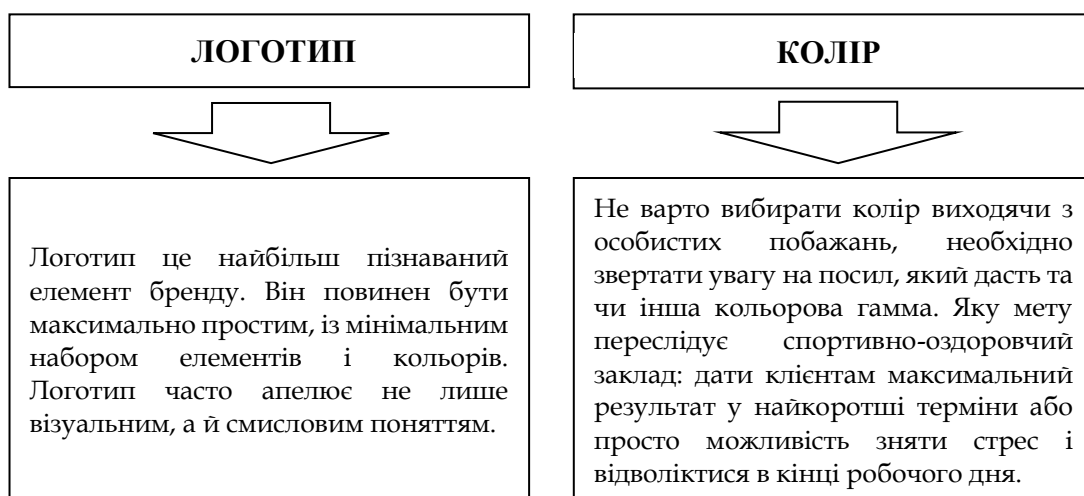 ЛОГОТИП
Логотип це найбільш пізнаваний
елемент бренду. Він повинен бути
максимально простим, із мінімальним
набором елементів і кольорів.
Логотип часто апелює не лише
візуальним, а й смисловим поняттям.
КОЛІР
Не варто вибирати колір виходячи з
особистих побажань, необхідно
звертати увагу на посил, який дасть та
чи інша кольорова гамма. Яку мету
переслідує спортивно-оздоровчий
заклад: дати клієнтам максимальний
результат у найкоротші терміни або
просто можливість зняти стрес і
відволіктися в кінці робочого дня.